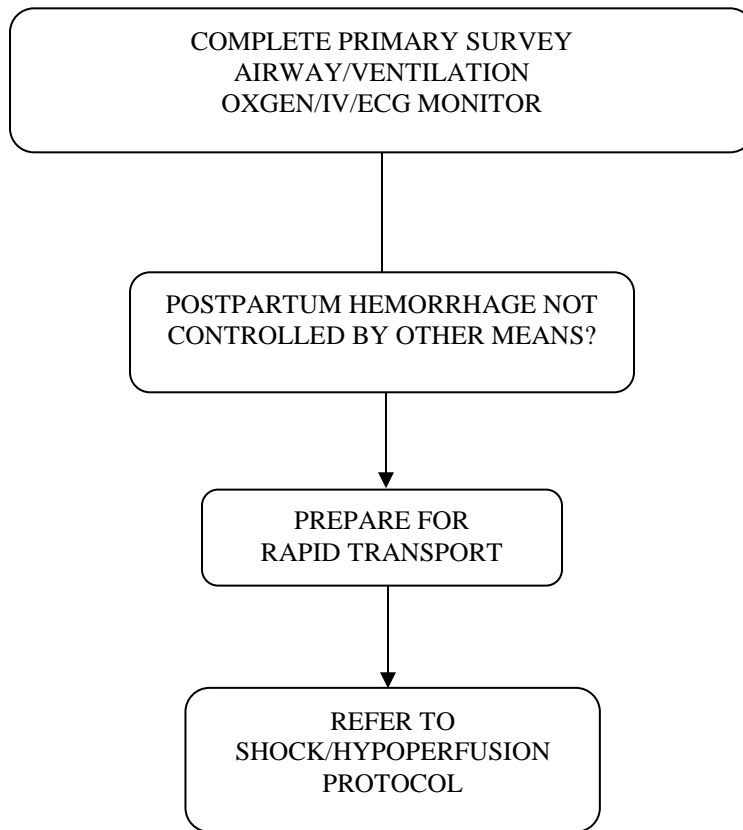 COMPLETE PRIMARY SURVEY
AIRWAY/VENTILATION
OXGEN/IV/ECG MONITOR
POSTPARTUM HEMORRHAGE NOT
CONTROLLED BY OTHER MEANS?
PREPARE FOR
RAPID TRANSPORT
REFER TO
SHOCK/HYPOPERFUSION
PROTOCOL